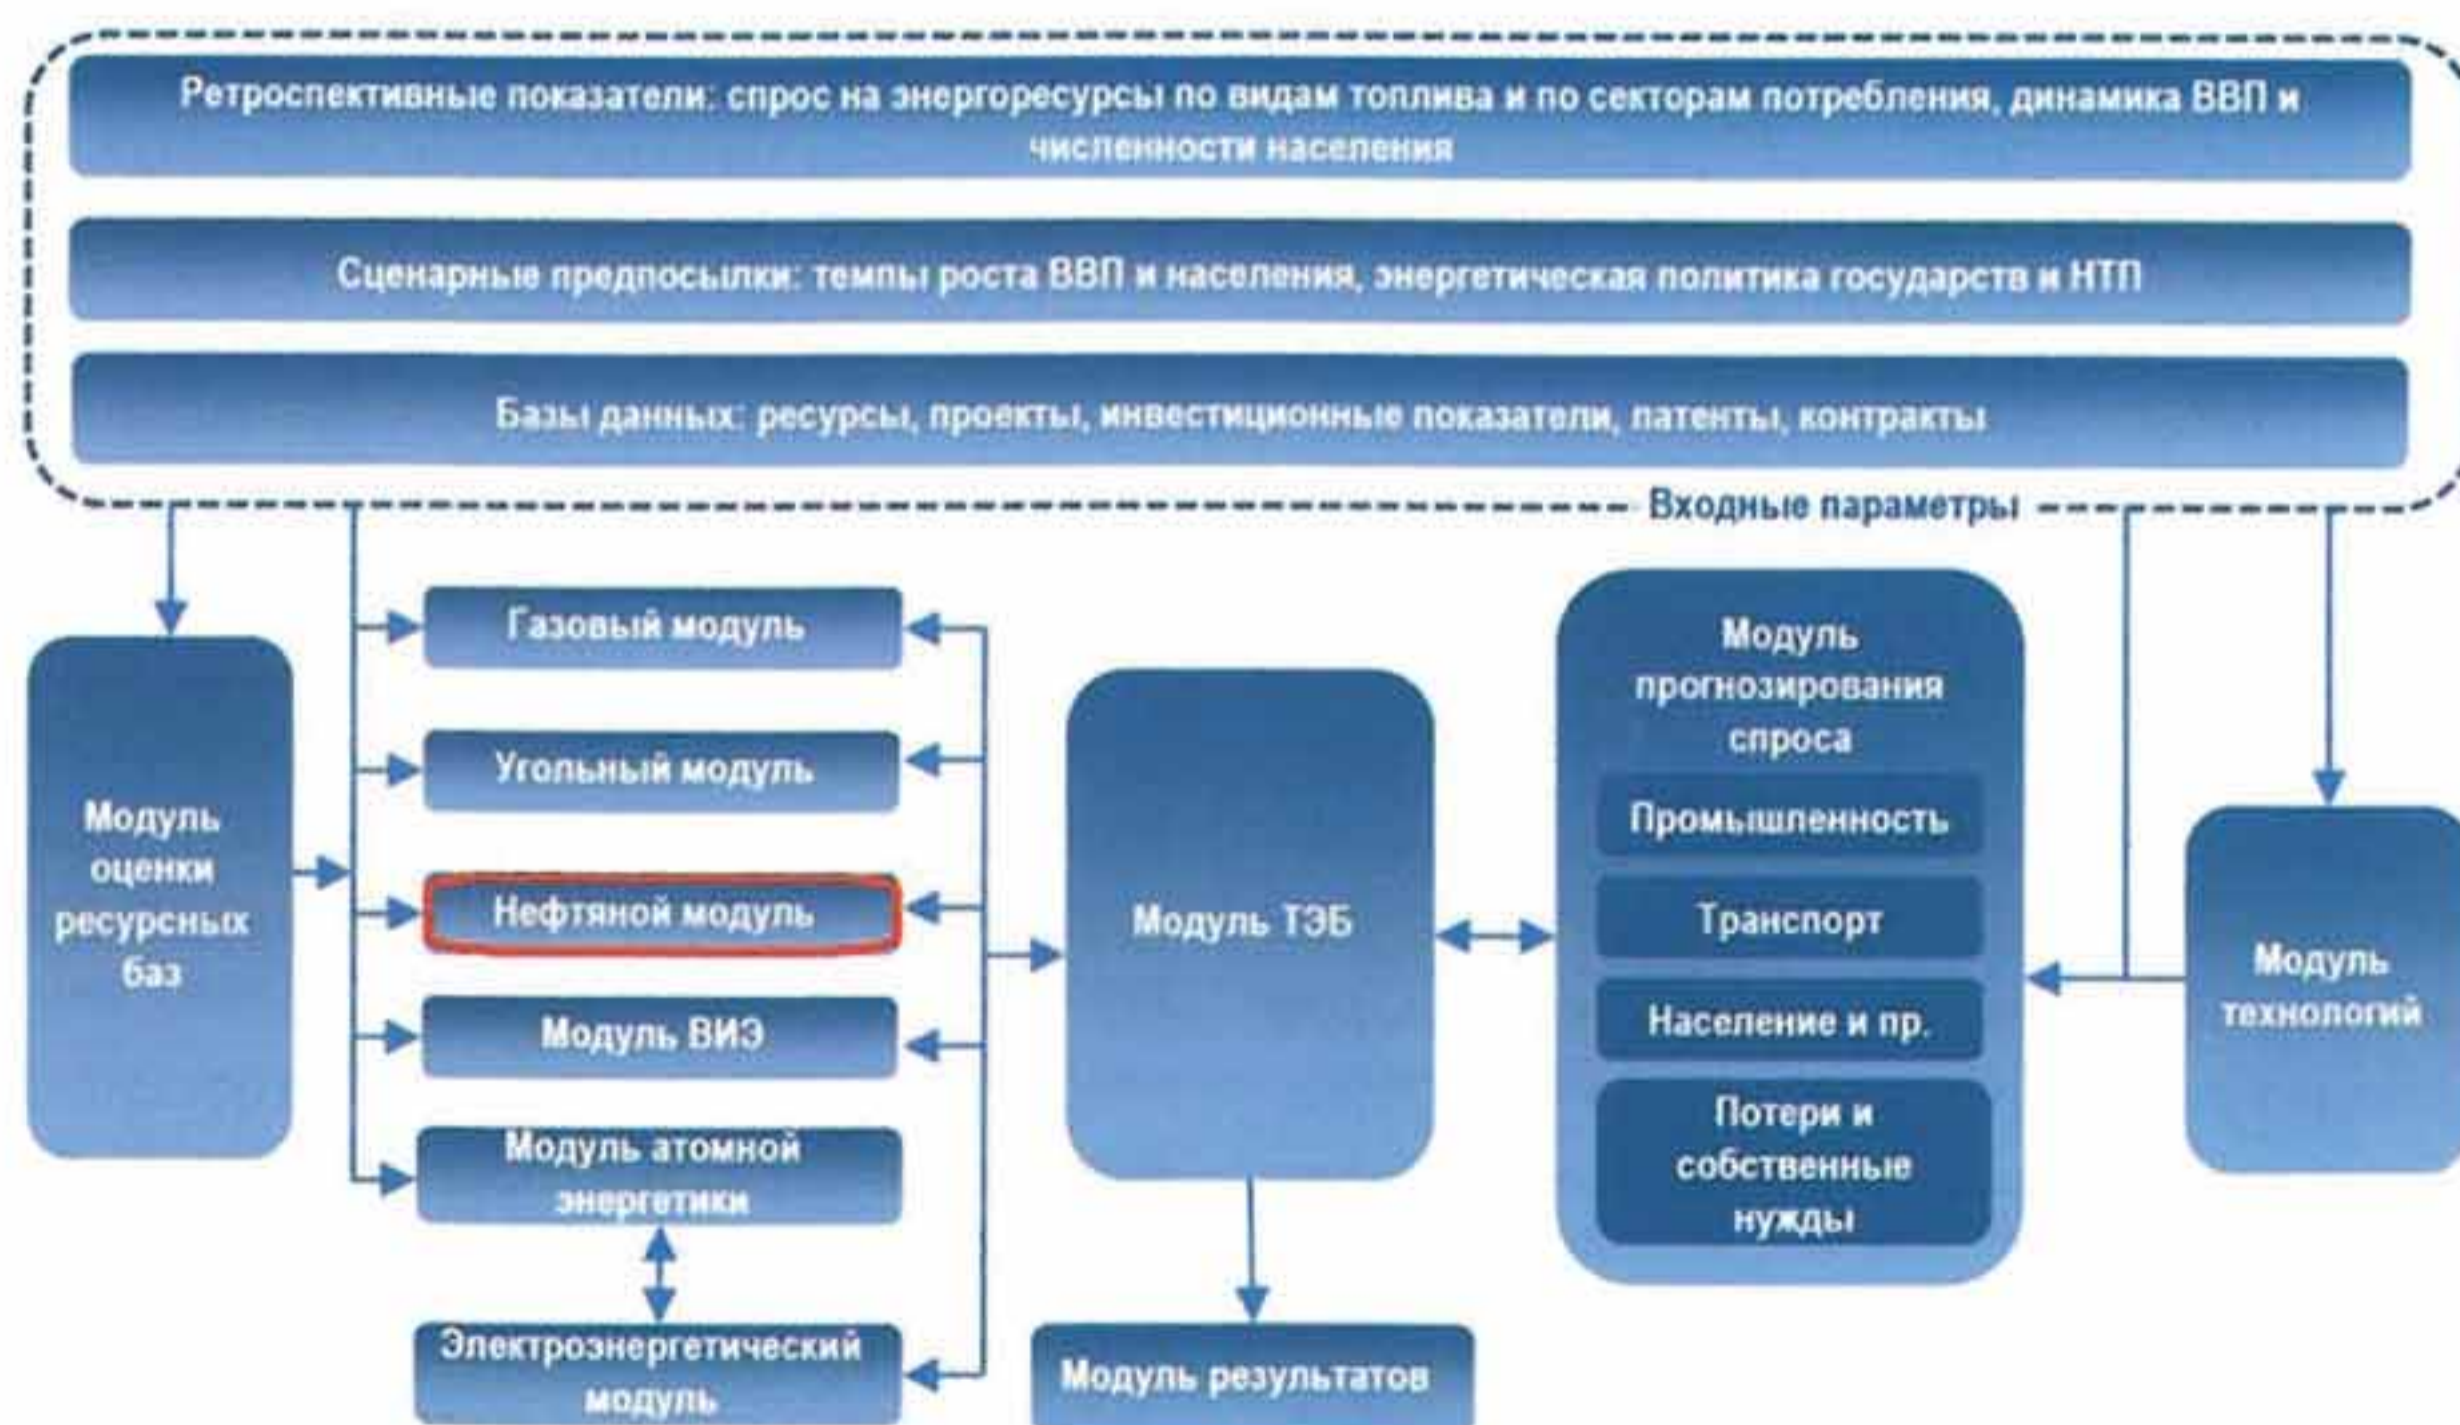 Ретроспективные показатели: спрос на энергоресурсы по видам топлива и по секторам потребления, динамика ВВП и
численности населения
Сценарные предпосылки: темпы роста ВВП и населения, энергетическая политика государств и НТП
Базы данных: ресурсы, проекты, инвестиционные показатели, патенты, контракты
Входные параметры
Модуль
оценки
ресурсных
баз
Газовый модуль
Угольный модуль
Нефтяной модуль
Модуль ВИЭ
Модуль атомной
энергетики
Электроэнергетический
модуль
Модуль ТЭБ
Модуль результатов
Модуль
прогнозирования
спроса
Промышленность
Транспорт
Население и пр.
Потери и
собственные
нужды
Модуль
технологий